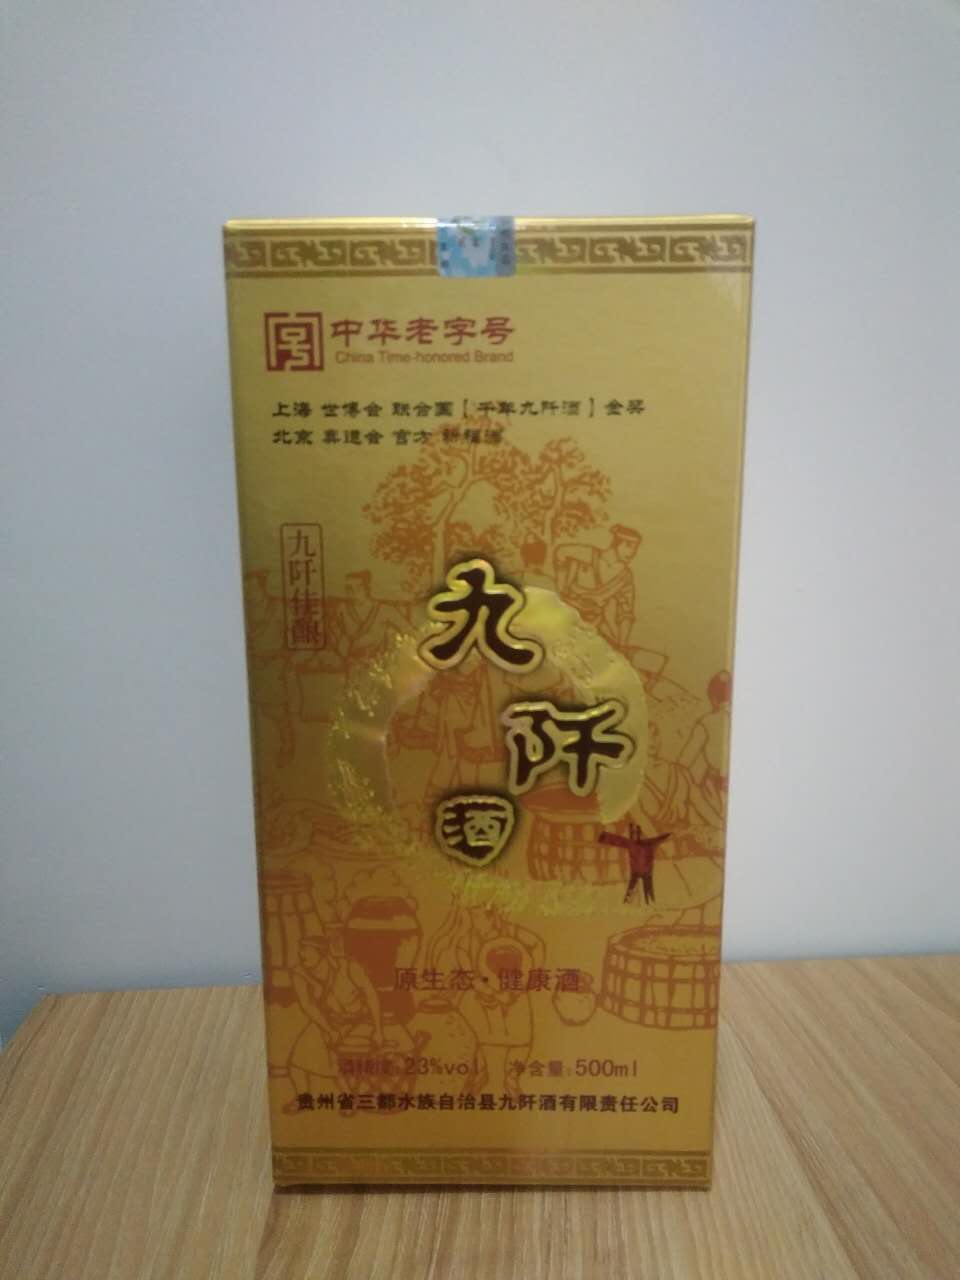 中华老字号
China Time-honored Brand
上海 世博会 联合国【千年九阡酒】金奖
北京 奥运会 官方 祈福酒
九阡佳酿
九
阡
酒
原生态·健康酒
酒精度:23%vol 净含量:500ml
贵州省三都水族自治县九阡酒有限责任公司